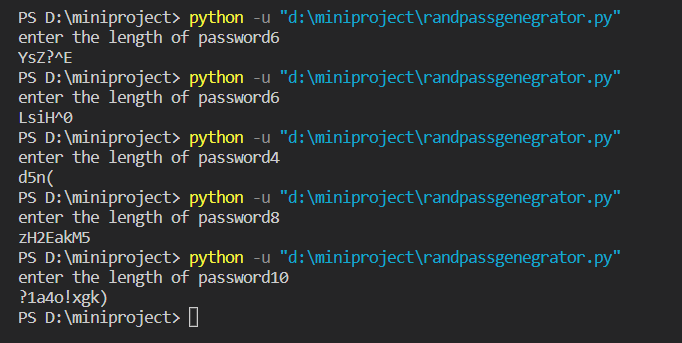 PS D:\miniproject> python -u "d:\miniproject\randpassgenegrator.py"
enter the length of password6
YsZ?^E
PS D:\miniproject> python -u "d:\miniproject\randpassgenegrator.py"
enter the length of password6
LsiH^0
PS D:\miniproject> python -u "d:\miniproject\randpassgenegrator.py"
enter the length of password4
d5n(
PS D:\miniproject> python -u "d:\miniproject\randpassgenegrator.py"
enter the length of password8
zH2EakM5
PS D:\miniproject> python -u "d:\miniproject\randpassgenegrator.py"
enter the length of password10
?1a4o!xgk)
PS D:\miniproject>